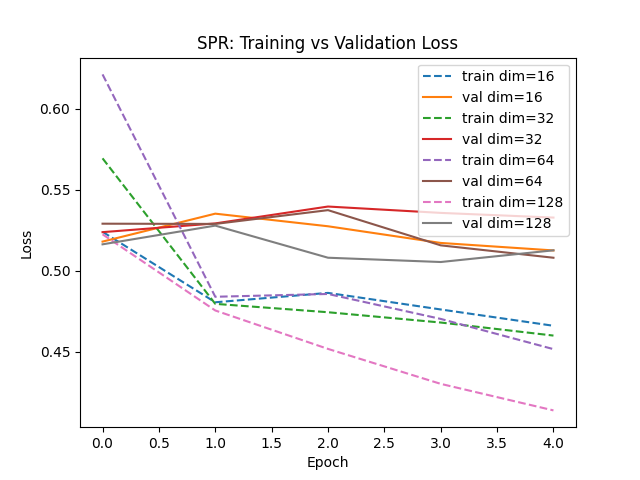 SPR: Training vs Validation Loss
train dim=16
val dim=16
train dim=32
val dim=32
train dim=64
val dim=64
train dim=128
val dim=128
Loss
0.60
0.55
0.50
0.45
0.0 0.5 1.0 1.5 2.0 2.5 3.0 3.5 4.0
Epoch